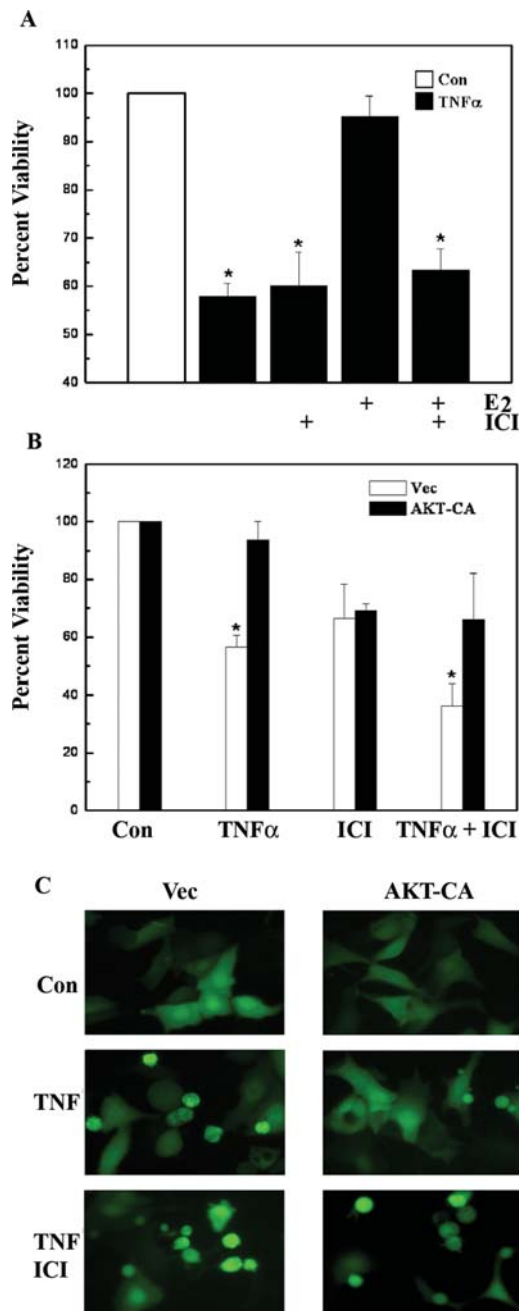 A
110
100
90
80
70
60
50
40
Percent Viability
Con
TNFα
*
*
*
+ + E2
+ + ICI
B
120
100
80
60
40
20
0
Percent Viability
Vec
AKT-CA
*
*
Con TNFα ICI TNFα + ICI
C
Vec AKT-CA
Con
TNF
TNF
ICI